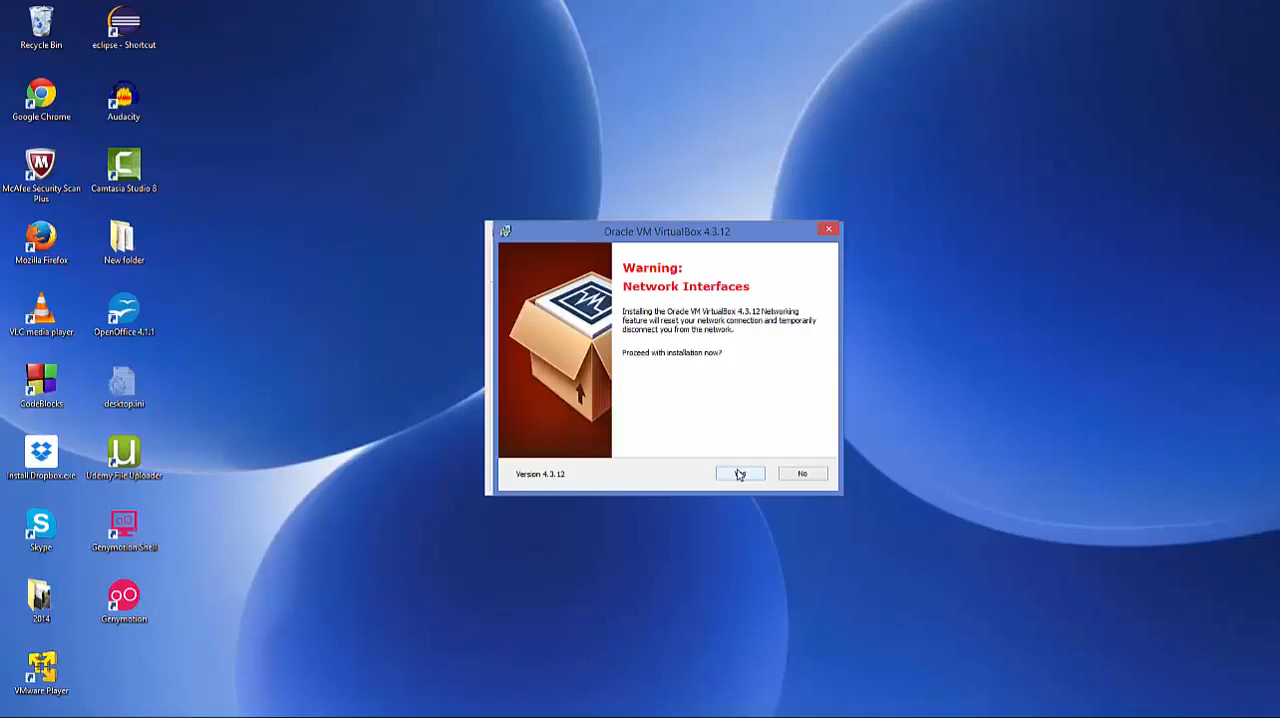 Recycle Bin
eclipse - Shortcut
Google Chrome
Audacity
McAfee Security Scan
Plus
Camtasia Studio 8
Mozilla Firefox
New folder
VLC media player
OpenOffice 4.1.1
CodeBlocks
desktop.ini
install Dropbox.exe
Udemy File Uploader
Skype
Genymotion Shell
2014
Genymotion
VMware Player
Oracle VM VirtualBox 4.3.12
Warning:
Network Interfaces
Installing the Oracle VM VirtualBox 4.3.12 Networking
feature will reset your network connection and temporarily
disconnect you from the network.
Proceed with installation now?
Version 4.3.12
No